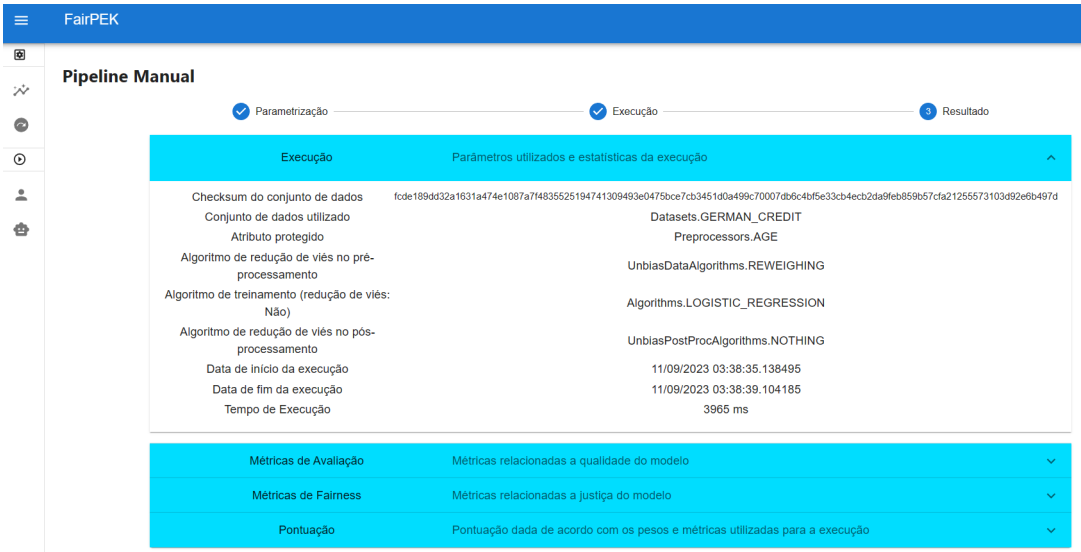 FairPEK
Pipeline Manual
Parametrização
Execução
3 Resultado
Execução Parâmetros utilizados e estatísticas da execução
Checksum do conjunto de dados fcde189dd32a1631a474e1087a7f4835525194741309493e0475bce7cb3451d0a499c70007db6c4bf5e33cb4ecb2da9feb859b57cfa21255573103d92e6b497d
Conjunto de dados utilizado Datasets.GERMAN_CREDIT
Atributo protegido Preprocessors.AGE
Algoritmo de redução de viés no pré-
processamento
UnbiasDataAlgorithms.REWEIGHING
Algoritmo de treinamento (redução de viés:
Não)
Algorithms.LOGISTIC_REGRESSION
Algoritmo de redução de viés no pós-
processamento
UnbiasPostProcAlgorithms.NOTHING
Data de início da execução 11/09/2023 03:38:35.138495
Data de fim da execução 11/09/2023 03:38:39.104185
Tempo de Execução 3965 ms
Métricas de Avaliação Métricas relacionadas a qualidade do modelo
Métricas de Fairness Métricas relacionadas a justiça do modelo
Pontuação Pontuação dada de acordo com os pesos e métricas utilizadas para a execução